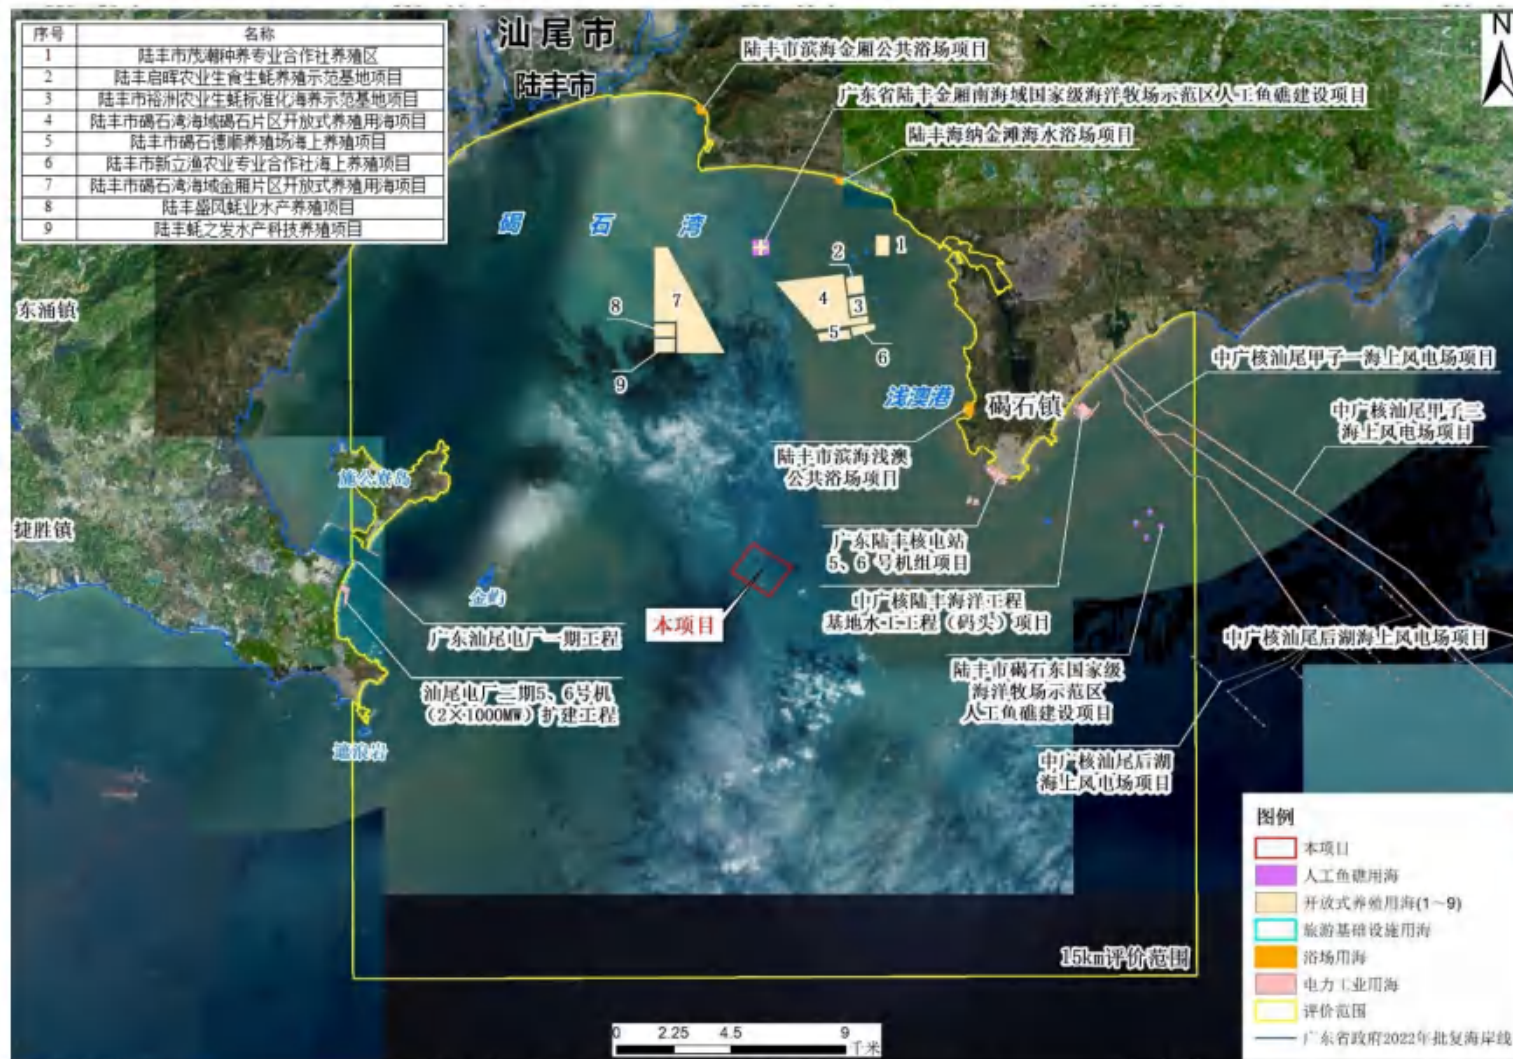 序号 名称
1 陆丰市茂潮种养专业合作社养殖区
2 陆丰启晖农业生食生蚝养殖示范基地项目
3 陆丰市裕洲农业生蚝标准化海养示范基地项目
4 陆丰市碣石湾海域碣石片区开放式养殖用海项目
5 陆丰市碣石德顺养殖场海上养殖项目
6 陆丰市新立渔农业专业合作社海上养殖项目
7 陆丰市碣石湾海域金厢片区开放式养殖用海项目
8 陆丰盛风蚝业水产养殖项目
9 陆丰蚝之发水产科技养殖项目
汕尾市
陆丰市
N
陆丰市滨海金厢公共浴场项目
广东省陆丰金厢南海域国家级海洋牧场示范区人工鱼礁建设项目
陆丰海纳金滩海水浴场项目
碣石湾
1
2
3
4
5
6
7
8
9
东涌镇
浅澳港
碣石镇
中广核汕尾甲子一海上风电场项目
中广核汕尾甲子三
海上风电场项目
陆丰市滨海浅澳
公共浴场项目
施公寮岛
捷胜镇
广东陆丰核电站
5、6 号机组项目
金屿
中广核陆丰海洋工程
基地水工工程（码头）项目
本项目
广东汕尾电厂一期工程
中广核汕尾后湖海上风电场项目
陆丰市碣石东国家级
海洋牧场示范区
人工鱼礁建设项目
汕尾电厂二期5、6号机
（2×1000MW）扩建工程
遮浪岩
中广核汕尾后湖
海上风电场项目
15km评价范围
图例
本项目
人工鱼礁用海
开放式养殖用海(1～9)
旅游基础设施用海
浴场用海
电力工业用海
评价范围
广东省政府2022年批复海岸线
0 2.25 4.5 9
千米